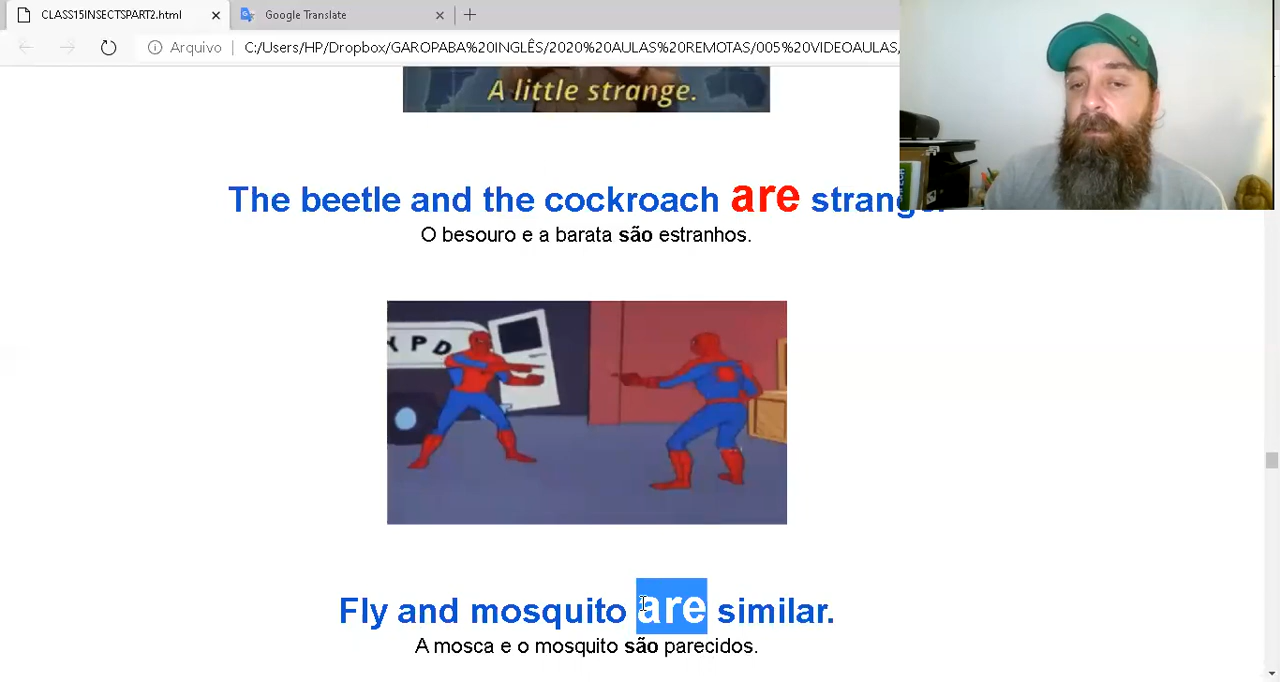 CLASS15INSECTSPART2.html
Google Translate
Arquivo
C:/Users/HP/Dropbox/GAROPABA%20INGLÊS/2020%20AULAS%20REMOTAS/005%20VIDEOAULAS/
A little strange.
The beetle and the cockroach are strange.
O besouro e a barata são estranhos.
KPD
Fly and mosquito are similar.
A mosca e o mosquito são parecidos.